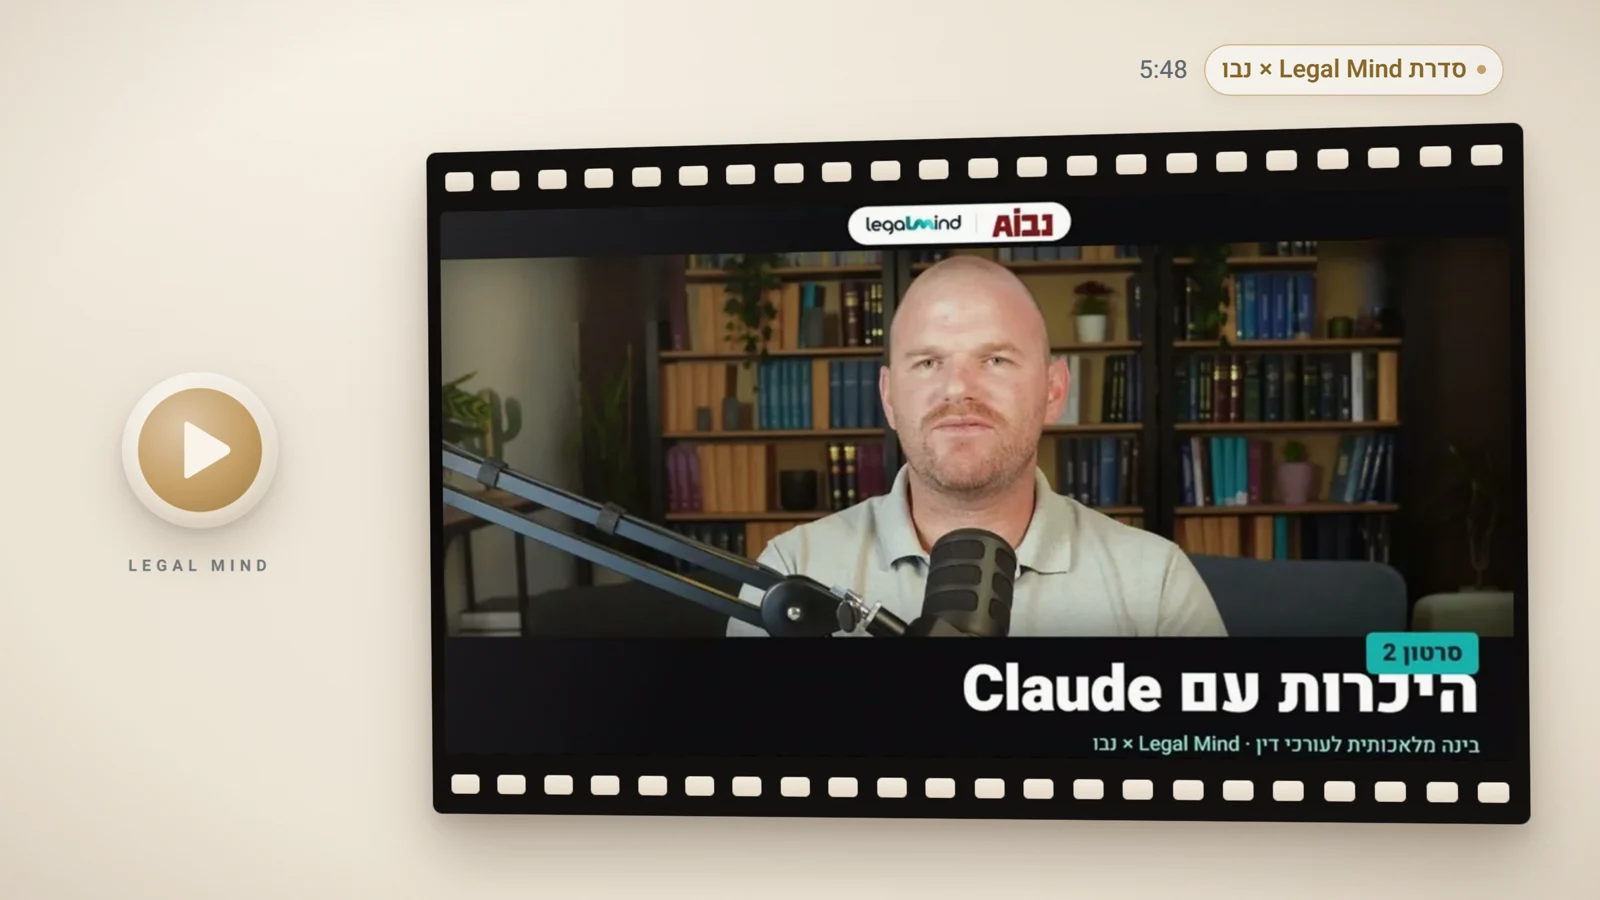 סדרת Legal Mind × נבו
5:48
legalmind
נבו AI
LEGAL MIND
סרטון 2
היכרות עם Claude
בינה מלאכותית לעורכי דין · Legal Mind × נבו